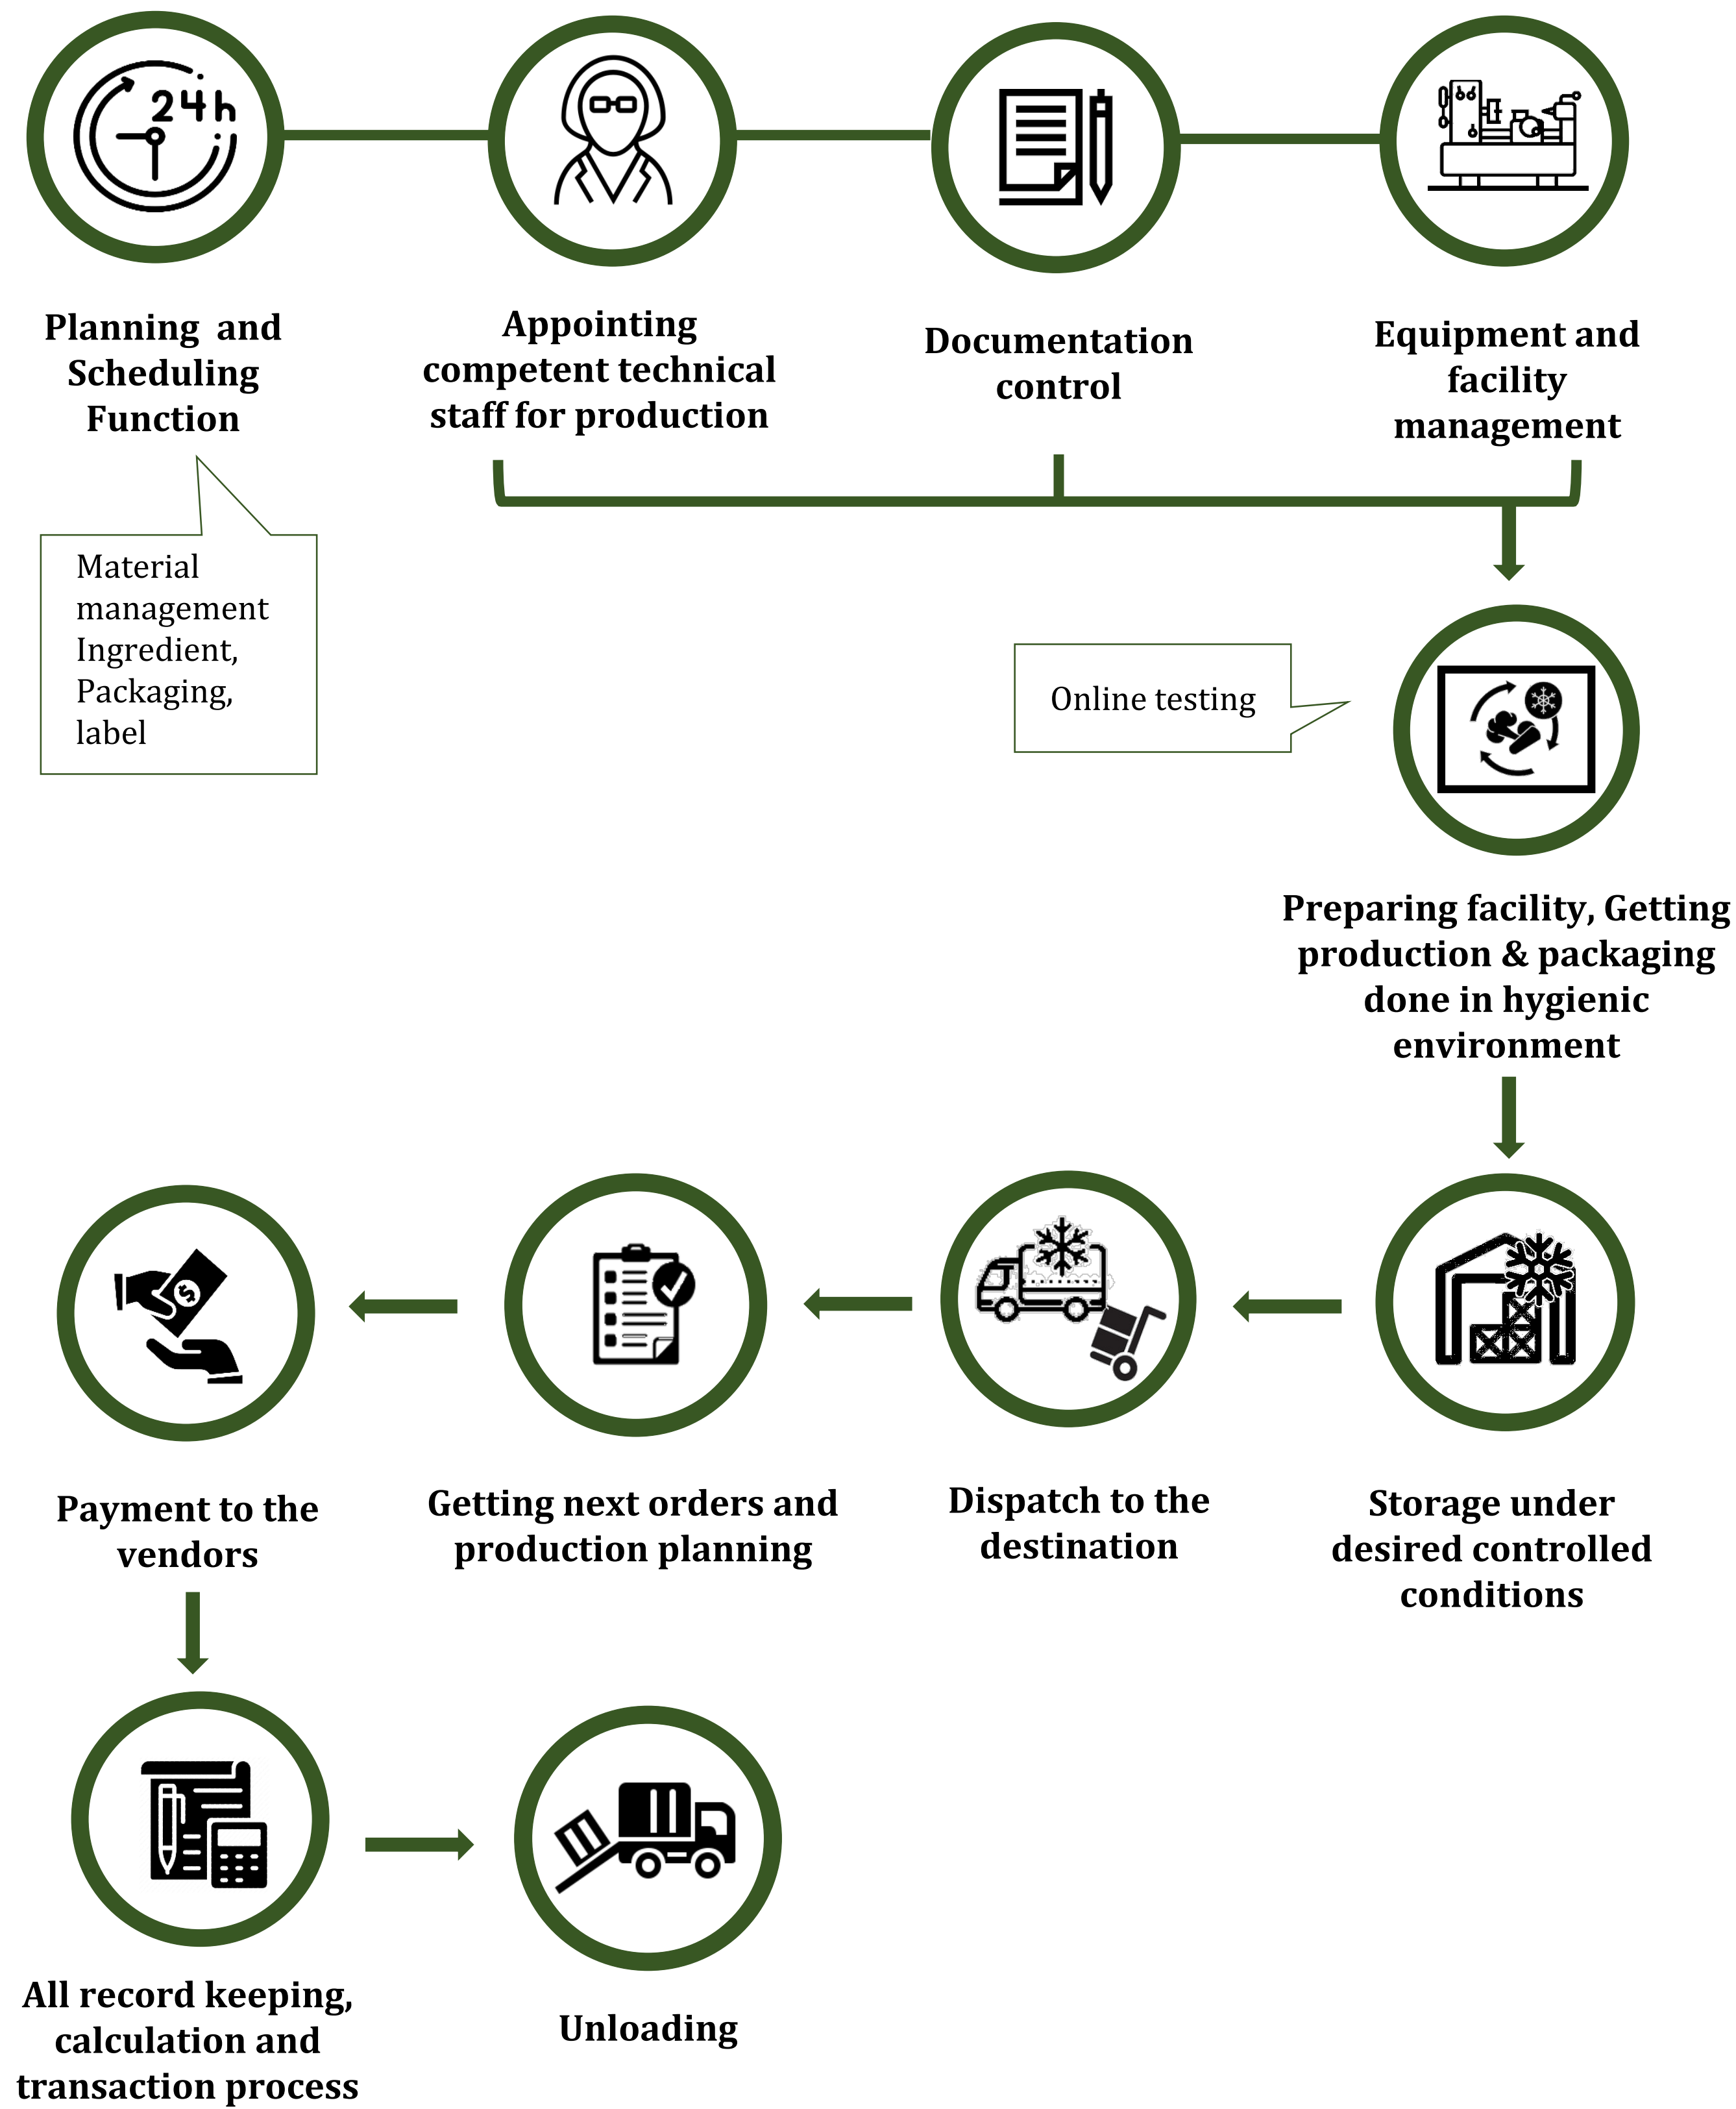 24h
Planning and
Scheduling
Function
Appointing
competent technical
staff for production
Documentation
control
Equipment and
facility
management
Material
management
Ingredient,
Packaging,
label
Online testing
Preparing facility, Getting
production & packaging
done in hygienic
environment
$
Payment to the
vendors
Getting next orders and
production planning
Dispatch to the
destination
Storage under
desired controlled
conditions
All record keeping,
calculation and
transaction process
Unloading